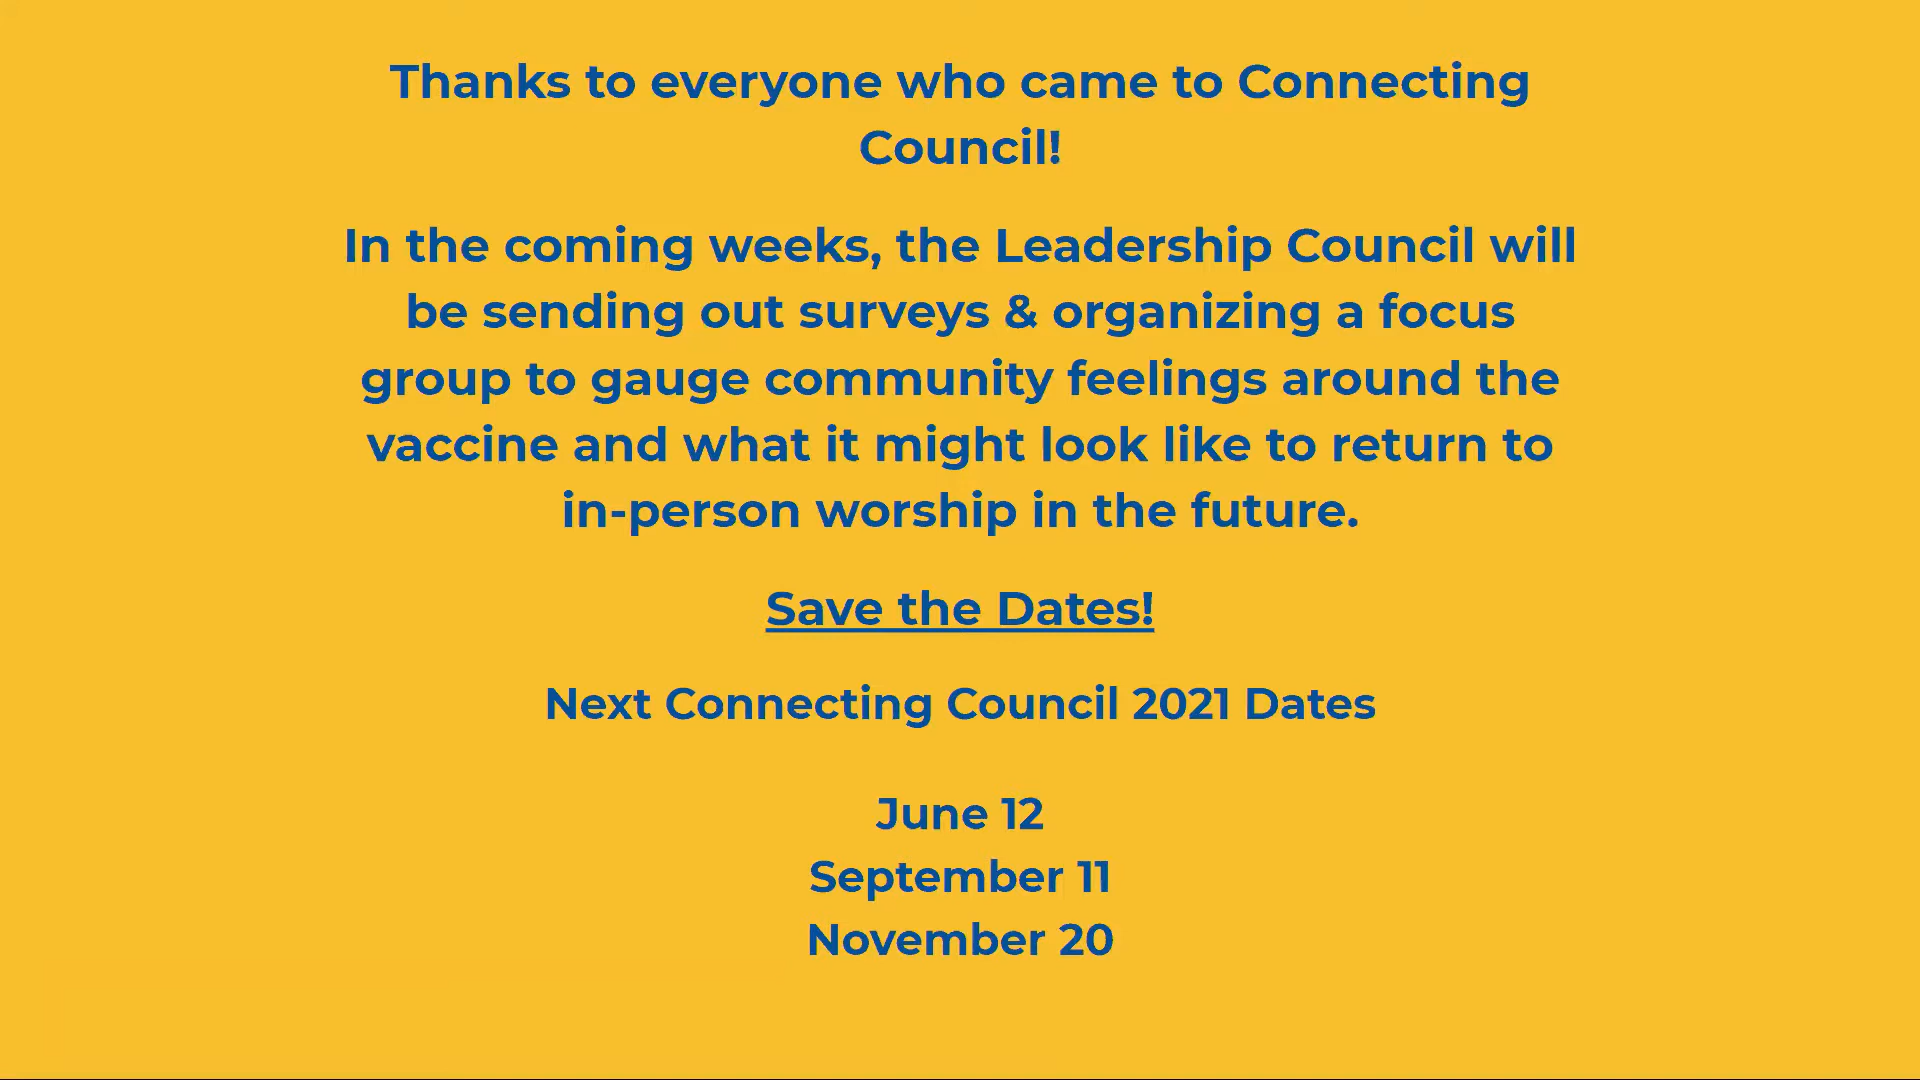 Thanks to everyone who came to Connecting
Council!
In the coming weeks, the Leadership Council will
be sending out surveys & organizing a focus
group to gauge community feelings around the
vaccine and what it might look like to return to
in-person worship in the future.
Save the Dates!
Next Connecting Council 2021 Dates
June 12
September 11
November 20